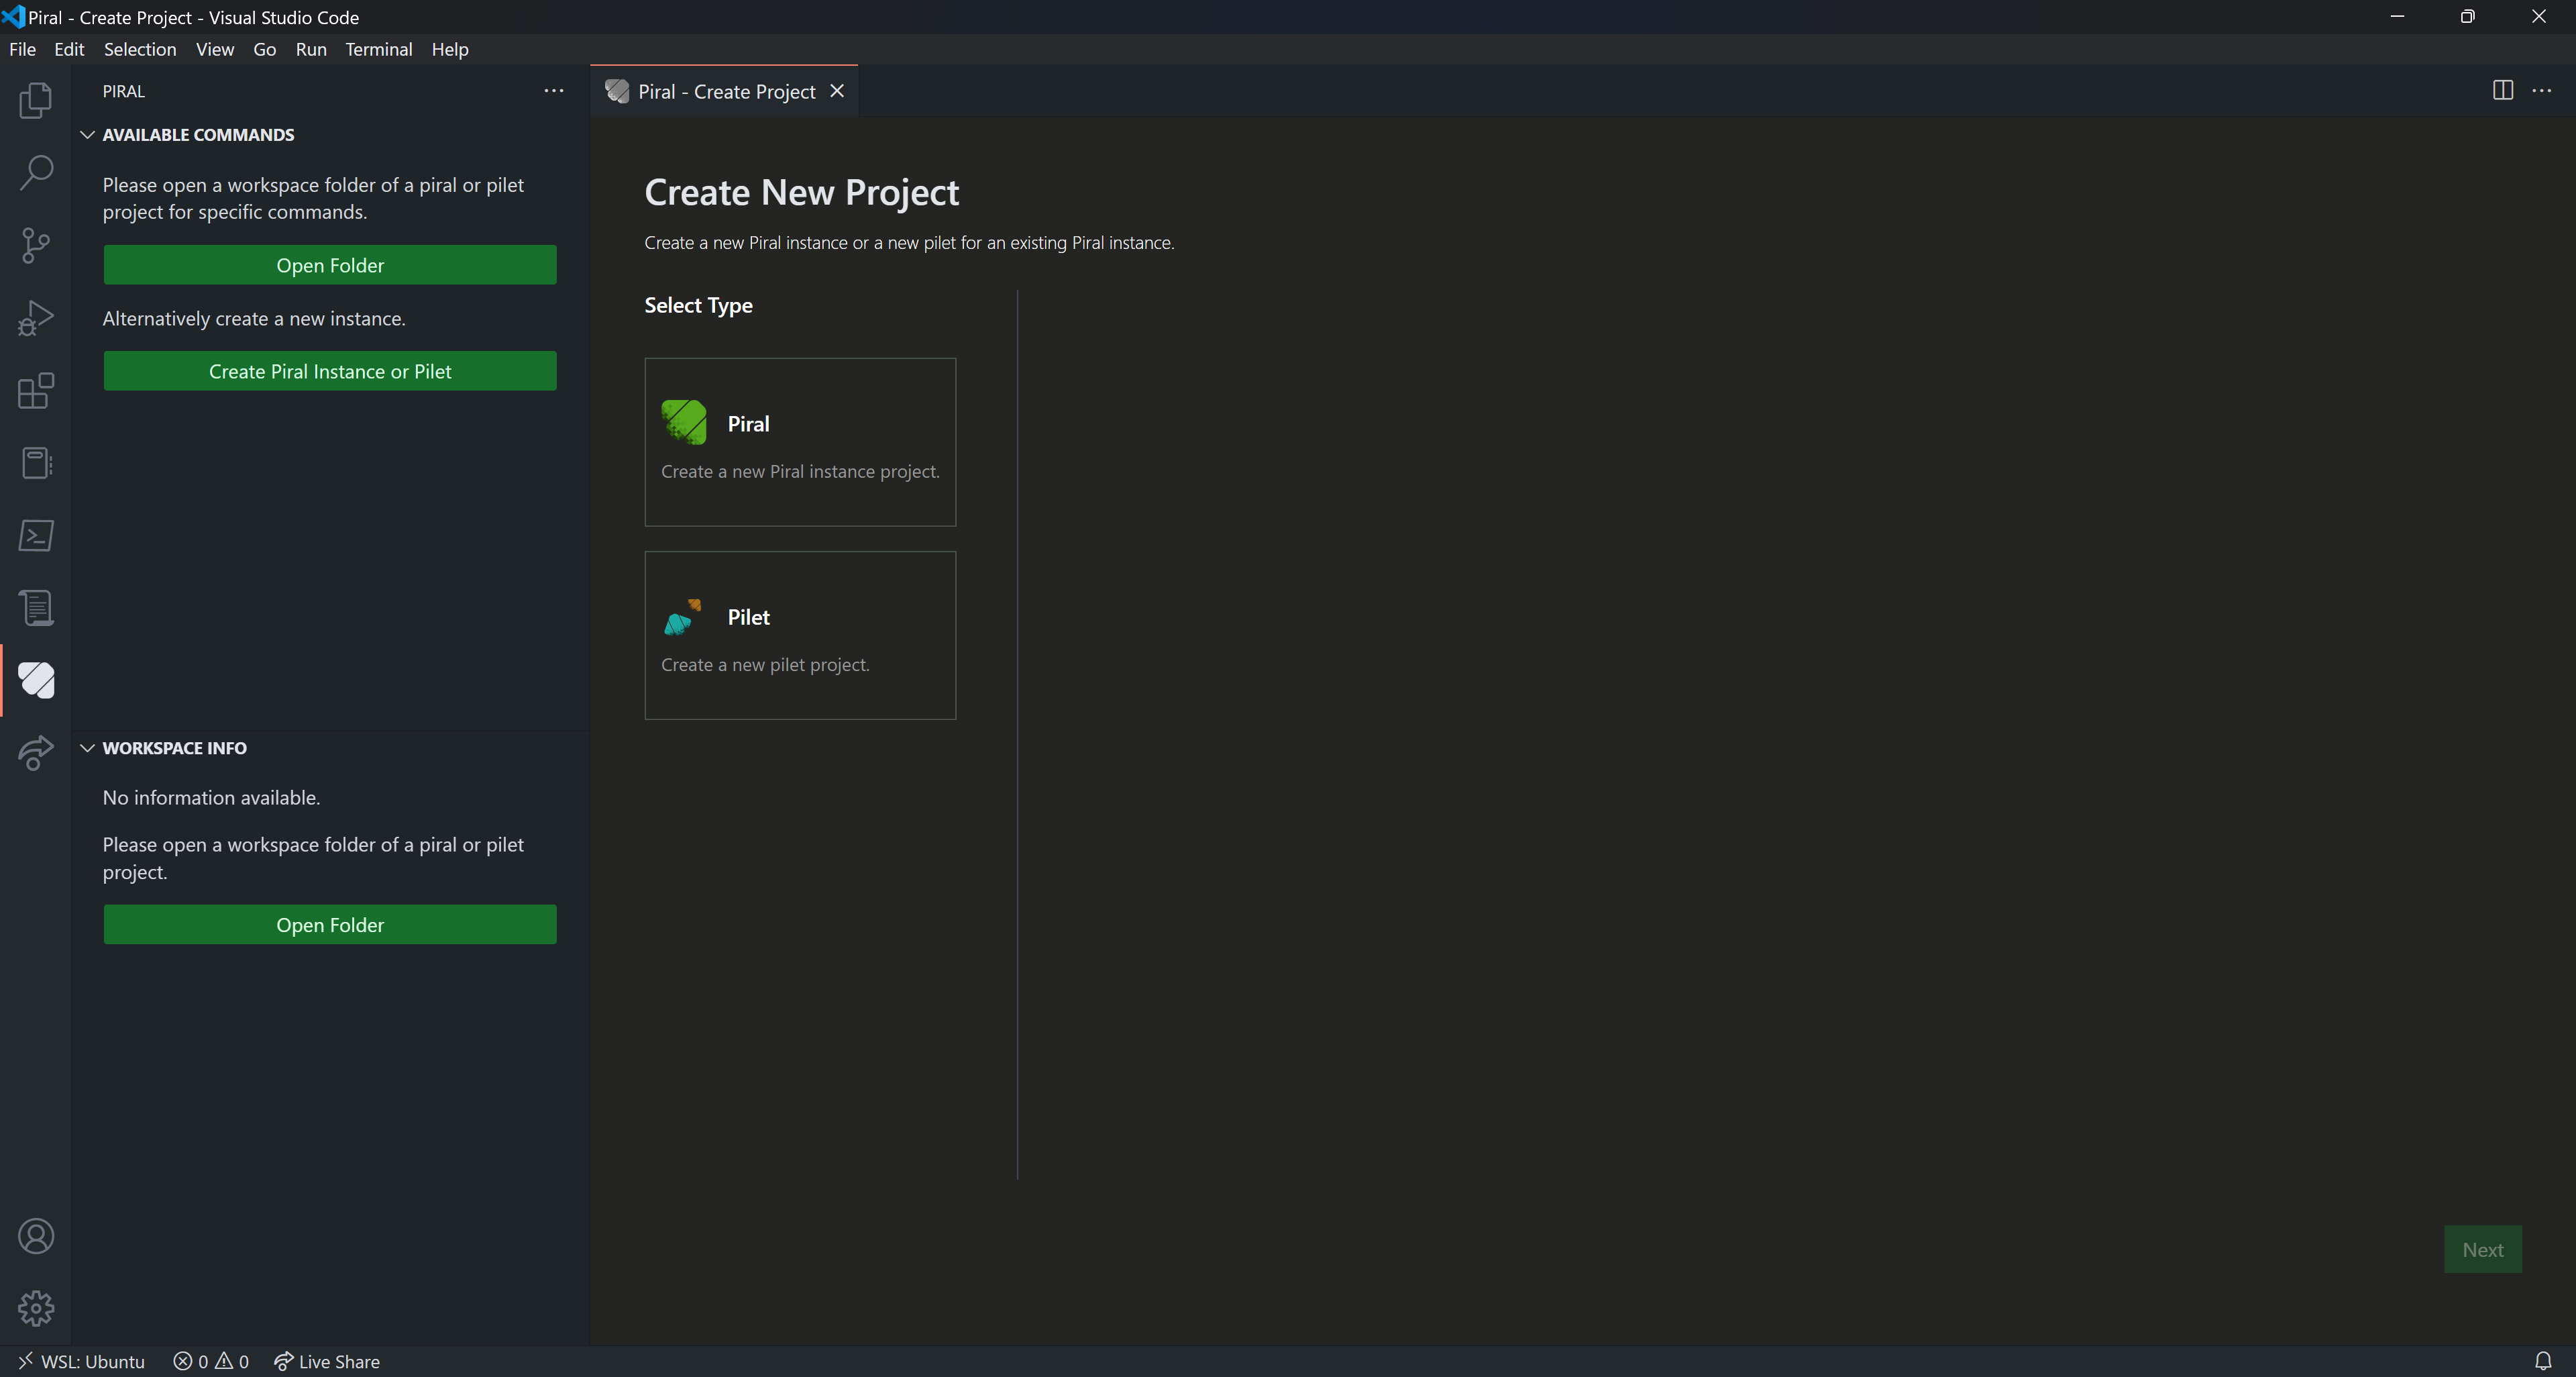 Piral - Create Project - Visual Studio Code
File Edit Selection View Go Run Terminal Help
PIRAL
AVAILABLE COMMANDS
Please open a workspace folder of a piral or pilet
project for specific commands.
Open Folder
Alternatively create a new instance.
Create Piral Instance or Pilet
WORKSPACE INFO
No information available.
Please open a workspace folder of a piral or pilet
project.
Open Folder
Piral - Create Project
Create New Project
Create a new Piral instance or a new pilet for an existing Piral instance.
Select Type
Piral
Create a new Piral instance project.
Pilet
Create a new pilet project.
Next
WSL: Ubuntu 0 0 Live Share